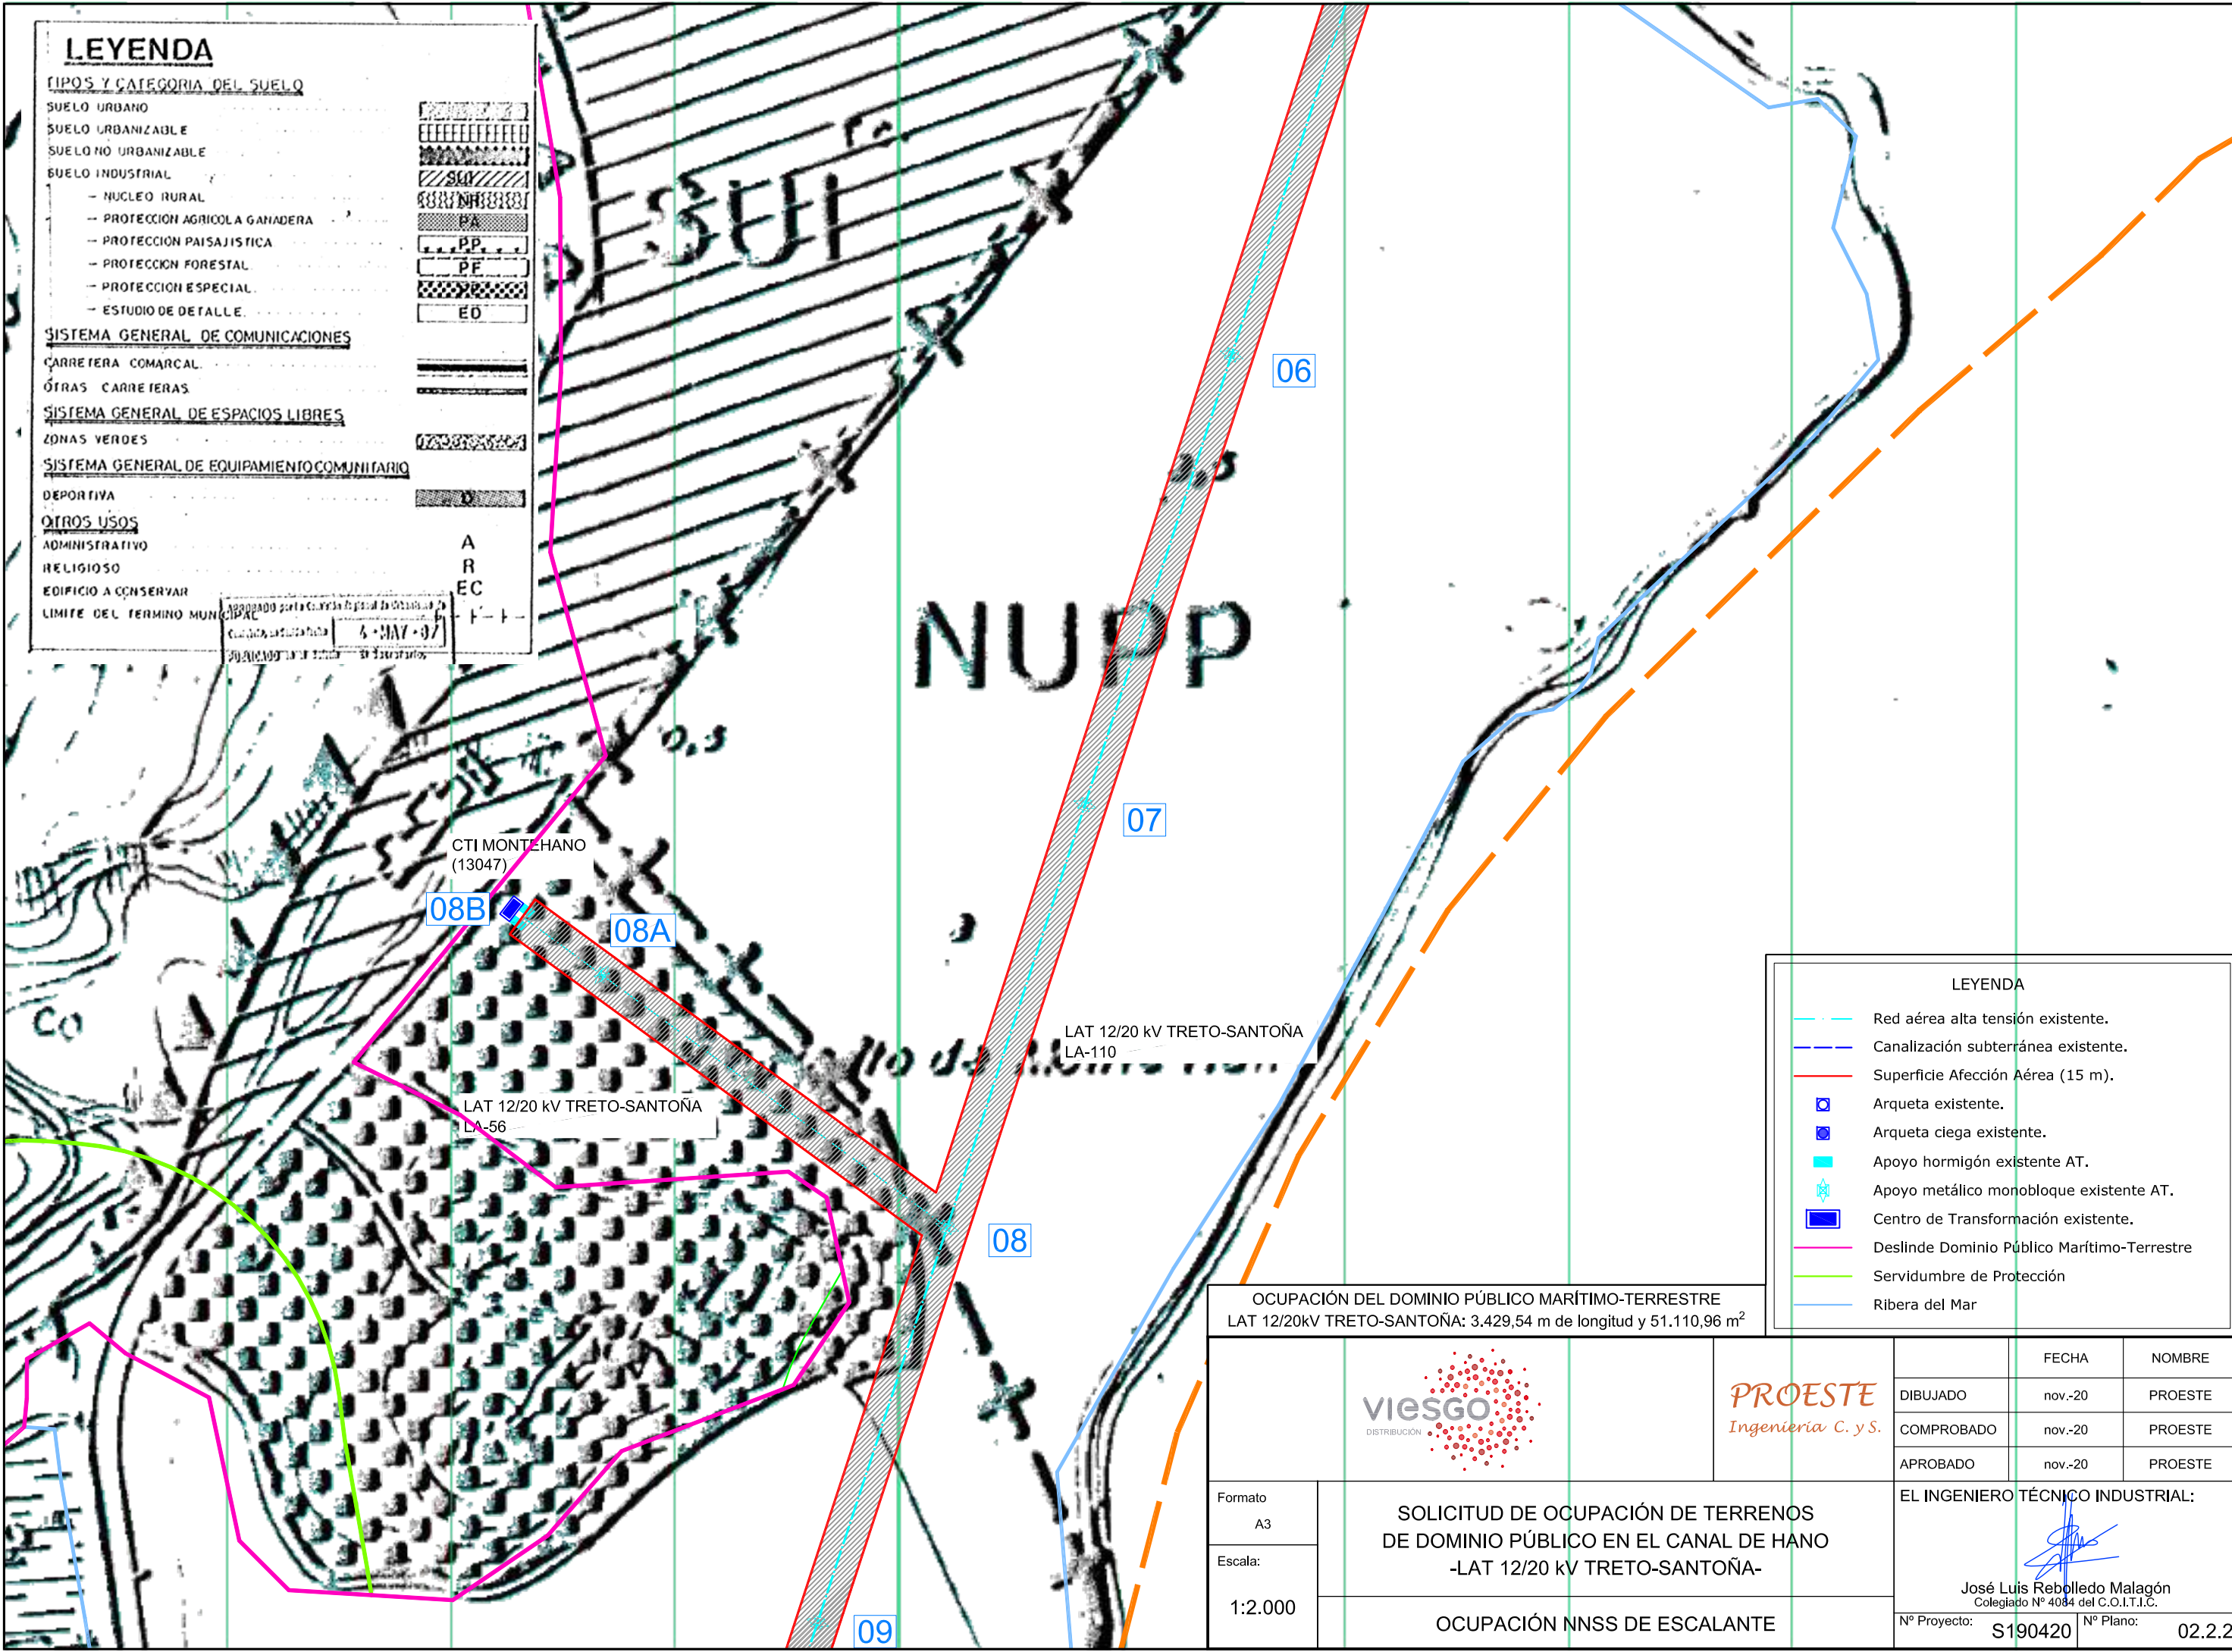 LEYENDA
TIPOS Y CATEGORIA DEL SUELO
SUELO URBANO
SUELO URBANIZABLE
SUELO NO URBANIZABLE
SUELO INDUSTRIAL SUI
- NUCLEO RURAL NR
- PROTECCION AGRICOLA GANADERA PA
- PROTECCION PAISAJISTICA PP
- PROTECCION FORESTAL PF
- PROTECCION ESPECIAL
- ESTUDIO DE DETALLE ED
SISTEMA GENERAL DE COMUNICACIONES
CARRETERA COMARCAL
OTRAS CARRETERAS
SISTEMA GENERAL DE ESPACIOS LIBRES
ZONAS VERDES
SISTEMA GENERAL DE EQUIPAMIENTO COMUNITARIO
DEPORTIVA D
OTROS USOS
ADMINISTRATIVO A
RELIGIOSO R
EDIFICIO A CONSERVAR EC
LIMITE DEL TERMINO MUNICIPAL
APROBADO por la
SUI
06
NUPP
0,5
07
CTI MONTEHANO
(13047)
08B
08A
CO
LAT 12/20 kV TRETO-SANTOÑA
LA-110
LAT 12/20 kV TRETO-SANTOÑA
LA-56
08
09
LEYENDA
Red aérea alta tensión existente.
Canalización subterránea existente.
Superficie Afección Aérea (15 m).
Arqueta existente.
Arqueta ciega existente.
Apoyo hormigón existente AT.
Apoyo metálico monobloque existente AT.
Centro de Transformación existente.
Deslinde Dominio Público Marítimo-Terrestre
Servidumbre de Protección
Ribera del Mar
OCUPACIÓN DEL DOMINIO PÚBLICO MARÍTIMO-TERRESTRE
LAT 12/20kV TRETO-SANTOÑA: 3.429,54 m de longitud y 51.110,96 m²
viesgo
DISTRIBUCIÓN
PROESTE
Ingeniería C. y S.
FECHA NOMBRE
DIBUJADO nov.-20 PROESTE
COMPROBADO nov.-20 PROESTE
APROBADO nov.-20 PROESTE
Formato
A3
Escala:
1:2.000
SOLICITUD DE OCUPACIÓN DE TERRENOS
DE DOMINIO PÚBLICO EN EL CANAL DE HANO
-LAT 12/20 kV TRETO-SANTOÑA-
OCUPACIÓN NNSS DE ESCALANTE
EL INGENIERO TÉCNICO INDUSTRIAL:
José Luis Rebolledo Malagón
Colegiado Nº 4084 del C.O.I.T.I.C.
Nº Proyecto: S190420
Nº Plano: 02.2.2